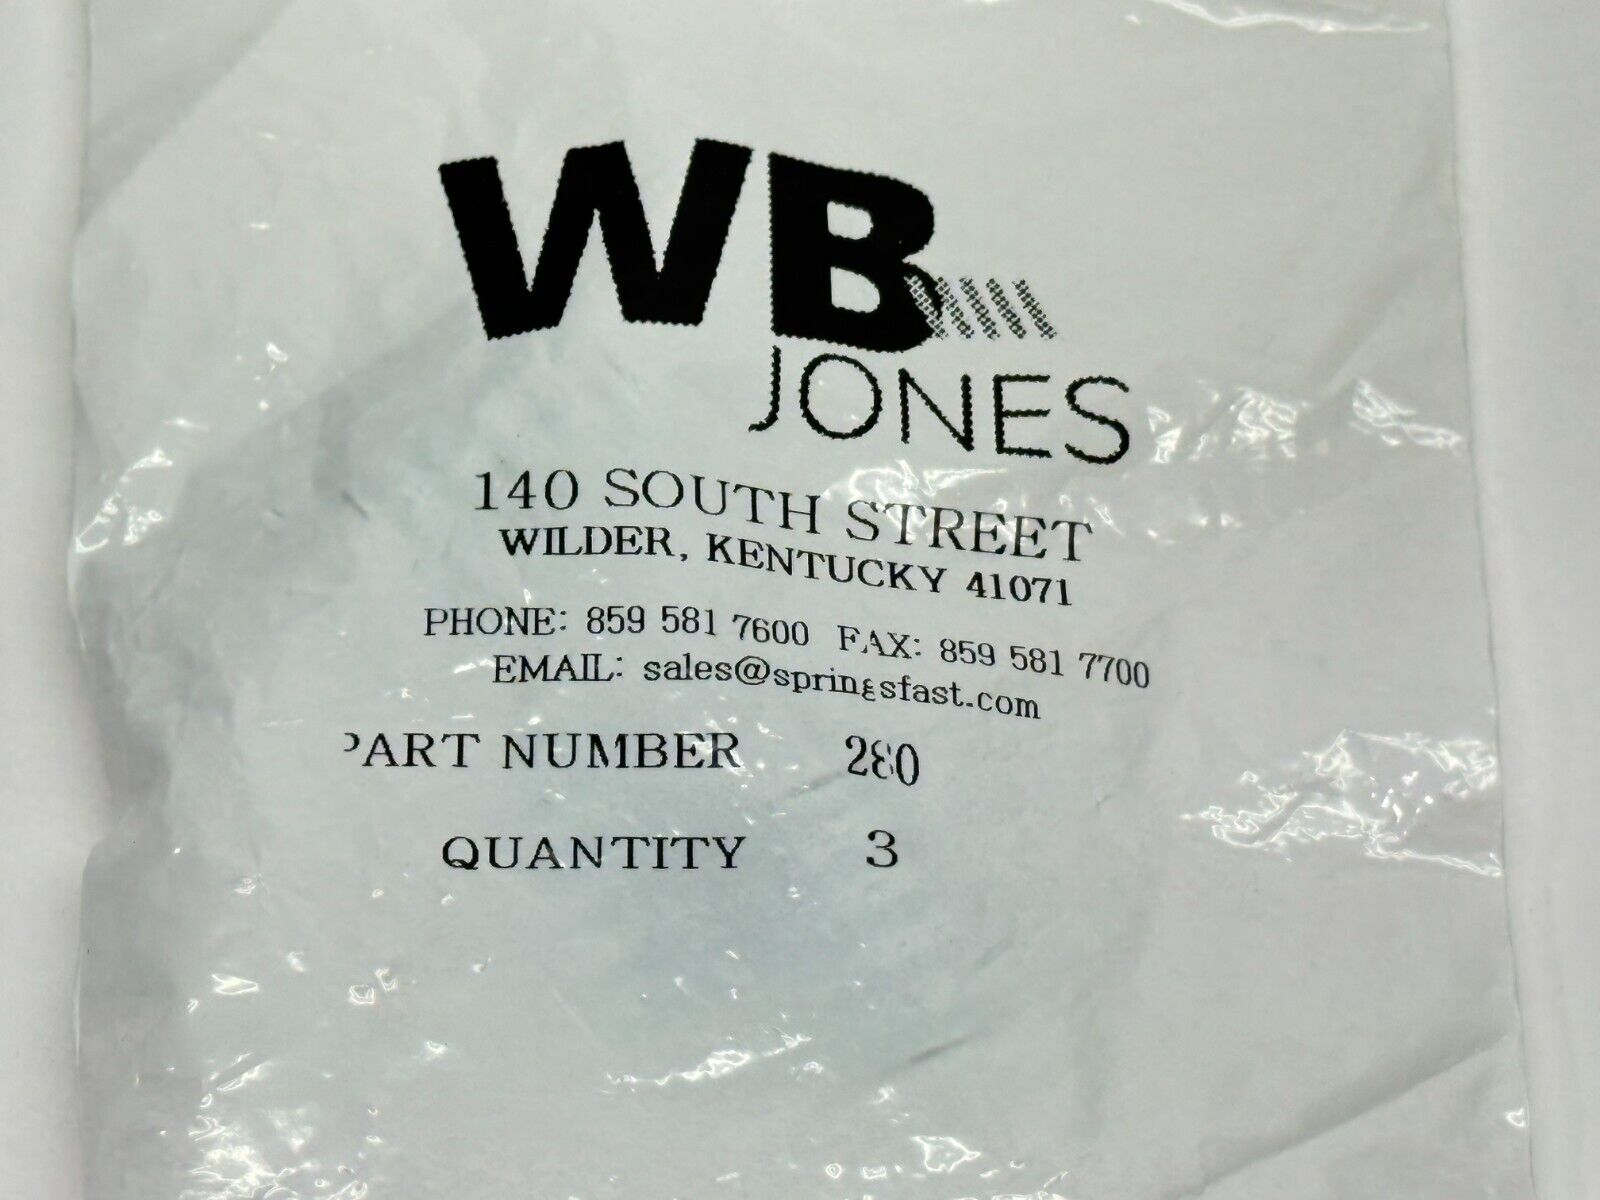 WB
JONES
140 SOUTH STREET
WILDER, KENTUCKY 41071
PHONE: 859 581 7600 FAX: 859 581 7700
EMAIL: sales@springsfast.com
PART NUMBER 280
QUANTITY 3